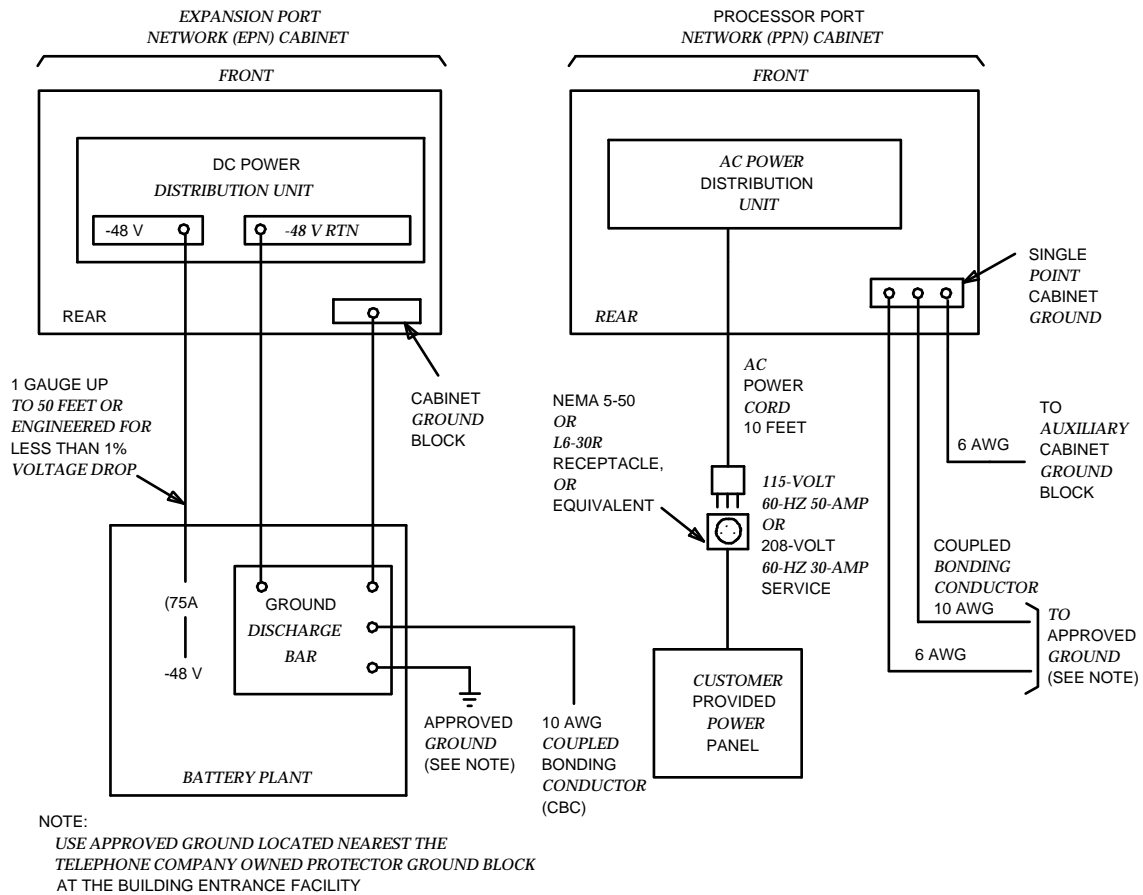 EXPANSION PORT
NETWORK (EPN) CABINET
FRONT
DC POWER
DISTRIBUTION UNIT
-48 V
-48 V RTN
REAR
1 GAUGE UP
TO 50 FEET OR
ENGINEERED FOR
LESS THAN 1%
VOLTAGE DROP
CABINET
GROUND
BLOCK
(75A
-48 V
GROUND
DISCHARGE
BAR
BATTERY PLANT
APPROVED
GROUND
(SEE NOTE)
10 AWG
COUPLED
BONDING
CONDUCTOR
(CBC)
PROCESSOR PORT
NETWORK (PPN) CABINET
FRONT
AC POWER
DISTRIBUTION
UNIT
REAR
SINGLE
POINT
CABINET
GROUND
AC
POWER
CORD
10 FEET
NEMA 5-50
OR
L6-30R
RECEPTACLE,
OR
EQUIVALENT
115-VOLT
60-HZ 50-AMP
OR
208-VOLT
60-HZ 30-AMP
SERVICE
6 AWG
TO
AUXILIARY
CABINET
GROUND
BLOCK
COUPLED
BONDING
CONDUCTOR
10 AWG
6 AWG
TO
APPROVED
GROUND
(SEE NOTE)
CUSTOMER
PROVIDED
POWER
PANEL
NOTE:
USE APPROVED GROUND LOCATED NEAREST THE
TELEPHONE COMPANY OWNED PROTECTOR GROUND BLOCK
AT THE BUILDING ENTRANCE FACILITY